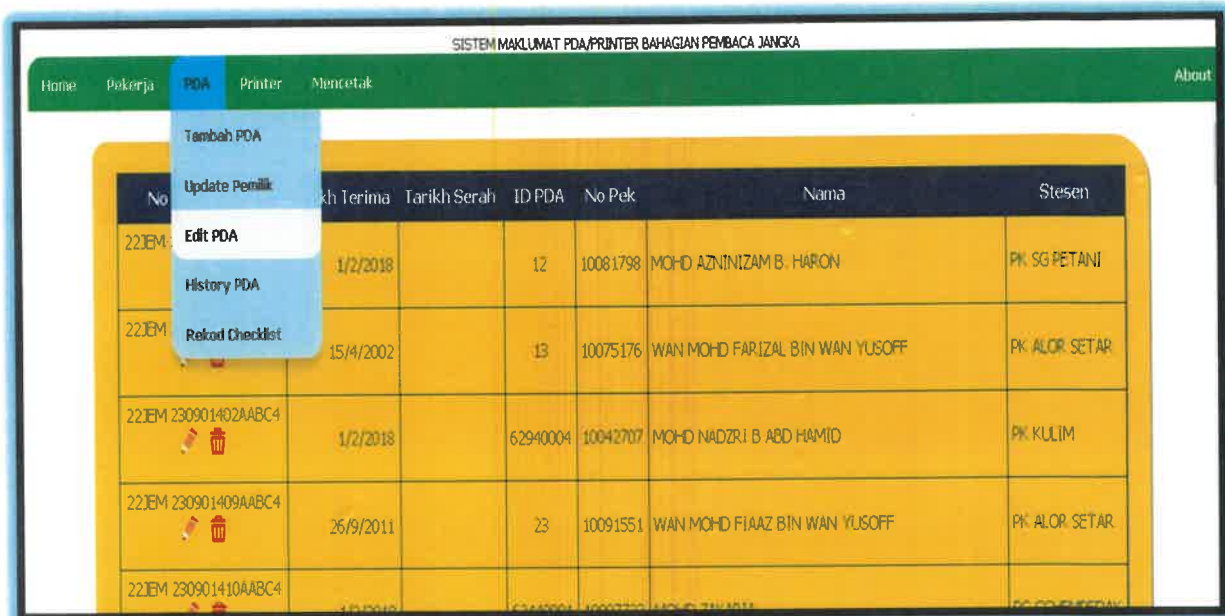 SISTEM MAKLUMAT PDA/PRINTER BAHAGIAN PEMBACA JANGKA
Home Pekerja PDA Printer Mencetak About
Tambah PDA
Update Pemilik
Edit PDA
History PDA
Rekod Checklist
No kh Terima Tarikh Serah ID PDA No Pek Nama Stesen
22JEM 1/2/2018 12 10081798 MOHD AZNINIZAM B. HARON PK SG PETANI
22JEM 15/4/2002 13 10075176 WAN MOHD FARIZAL BIN WAN YUSOFF PK ALOR SETAR
22JEM 230901402AABC4 1/2/2018 62940004 10042707 MOHD NADZRI B ABD HAMID PK KULIM
22JEM 230901409AABC4 26/9/2011 23 10091551 WAN MOHD FIAAZ BIN WAN YUSOFF PK ALOR SETAR
22JEM 230901410AABC4